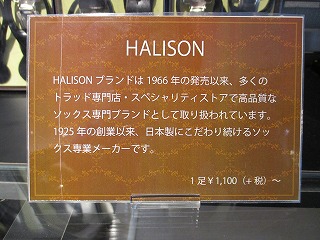 HALISON
HALISON ブランドは 1966 年の発売以来、多くの
トラッド専門店・スペシャリティストアで高品質な
ソックス専門ブランドとして取り扱われています。
1925 年の創業以来、日本製にこだわり続けるソッ
クス専業メーカーです。
1 足 ¥ 1,100（+ 税）〜